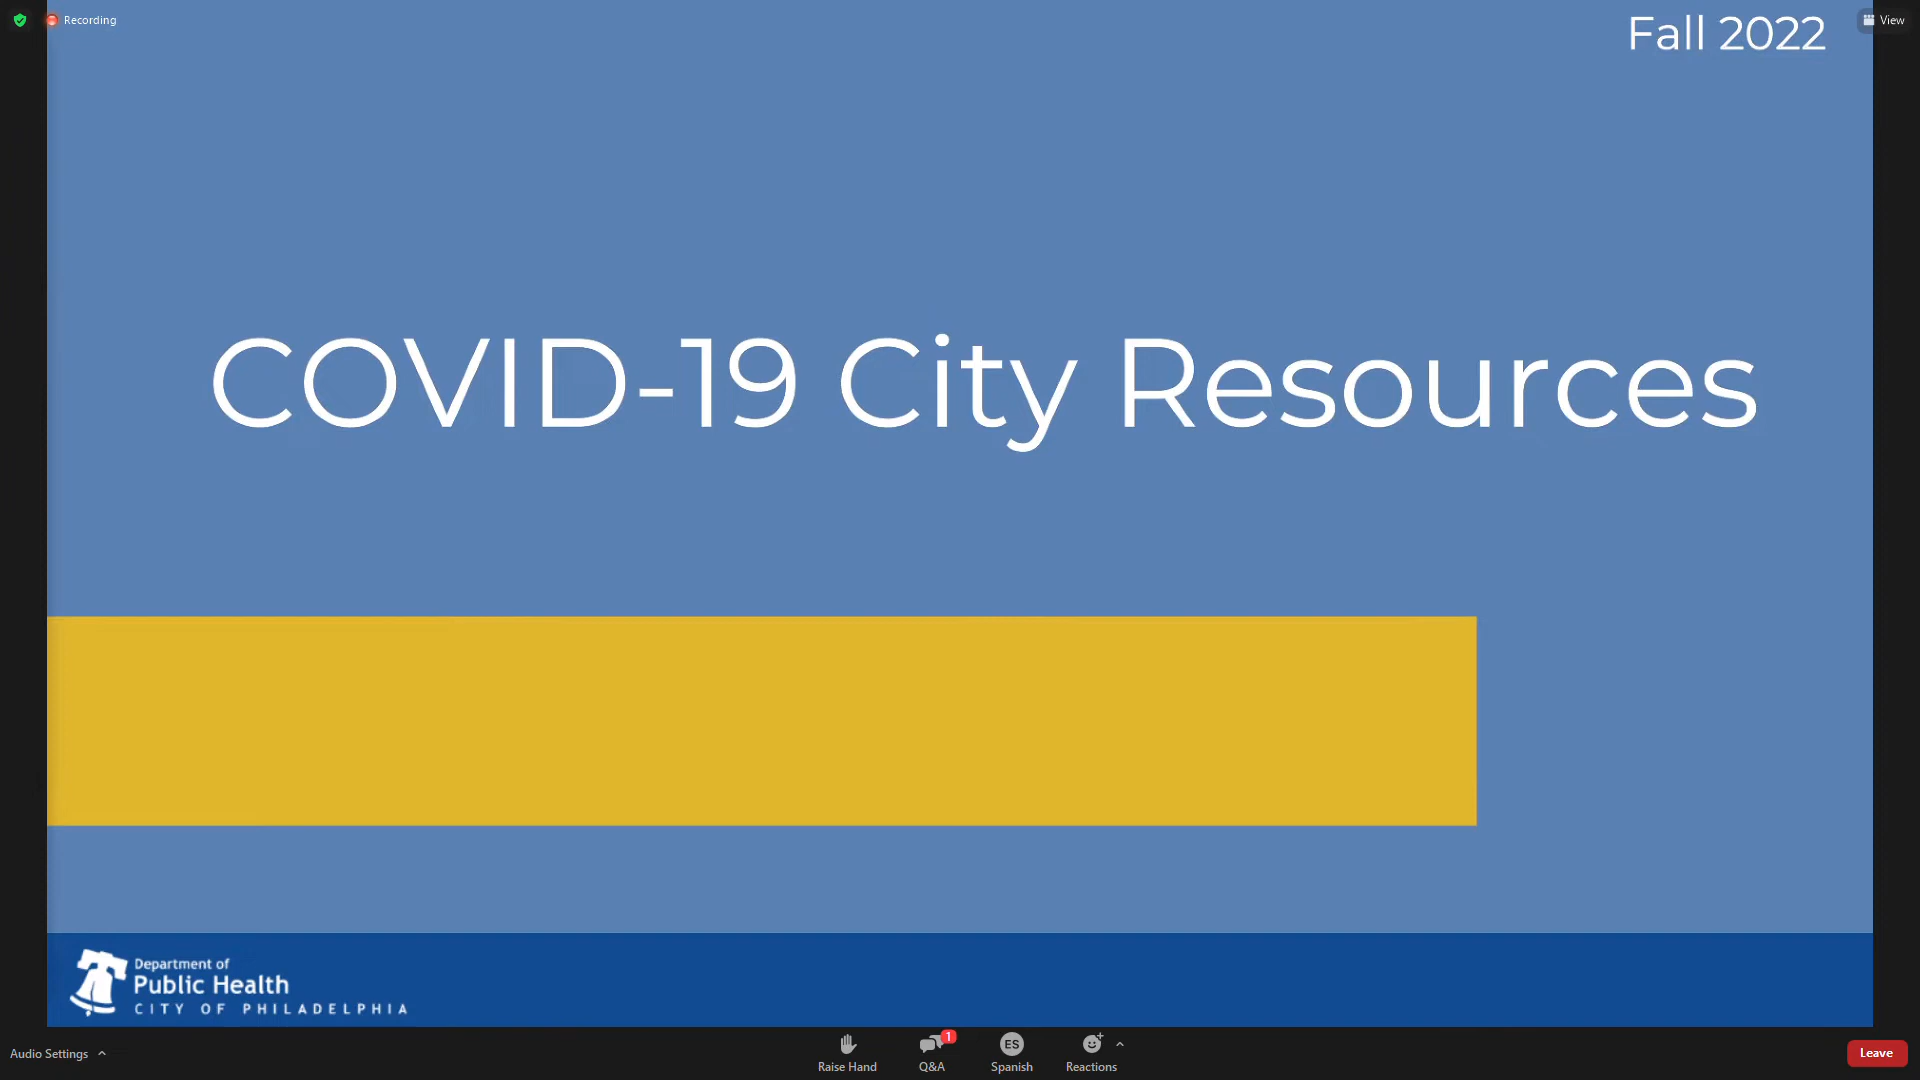 Recording
Fall 2022
View
COVID-19 City Resources
Department of
Public Health
CITY OF PHILADELPHIA
Audio Settings
Raise Hand
1
Q&A
ES
Spanish
Reactions
Leave